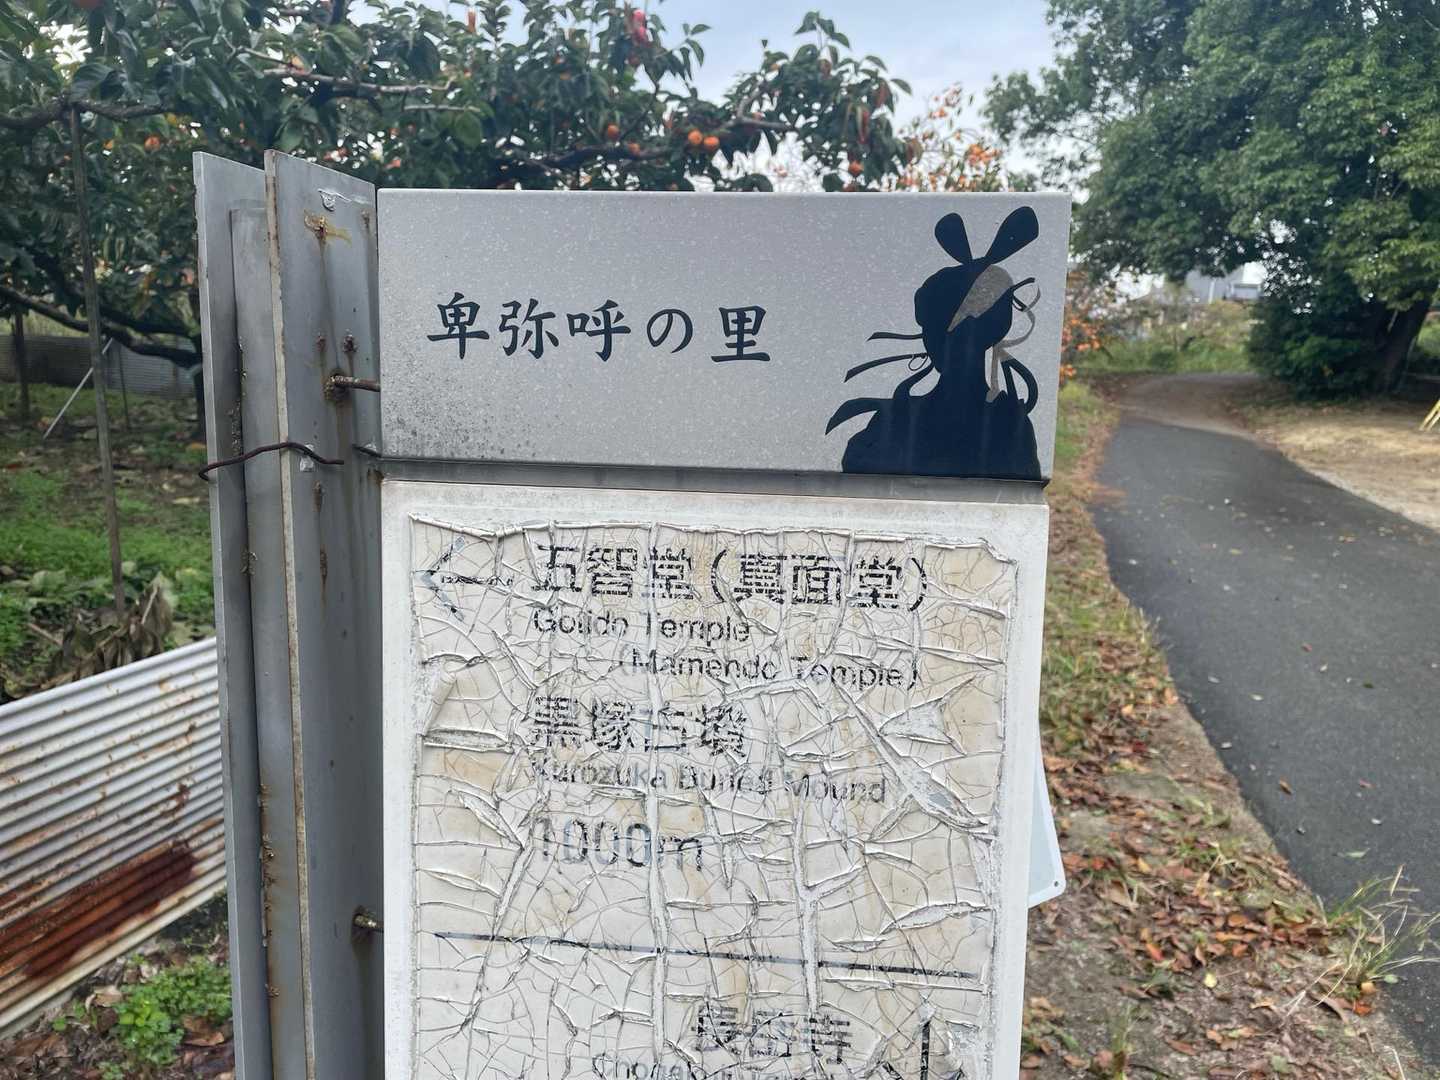 卑弥呼の里
五智堂(真面堂)
Gotido Temple
(Mamendo Temple)
黒塚古墳
Kurozuka Buried Mound
1000m
長岳寺